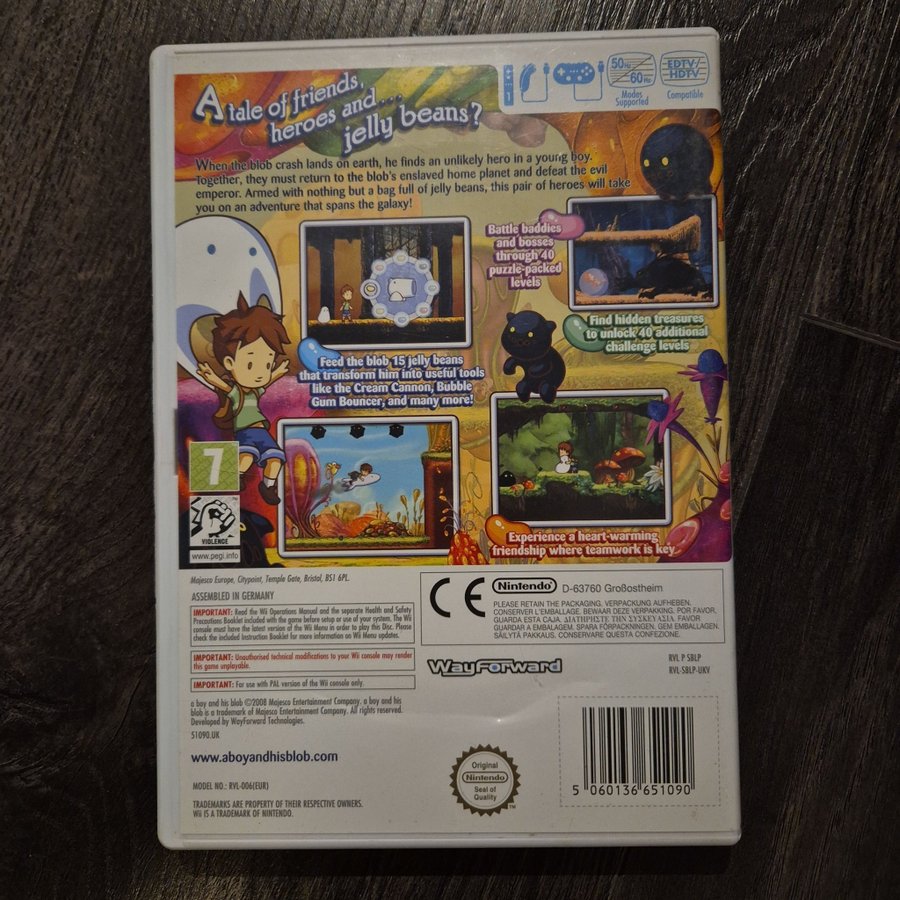 A tale of friends,
heroes and...
jelly beans?
50Hz
60Hz
Modes
Supported
EDTV/
HDTV
Compatible
When the blob crash lands on earth, he finds an unlikely hero in a young boy.
Together, they must return to the blob's enslaved home planet and defeat the evil
emperor. Armed with nothing but a bag full of jelly beans, this pair of heroes will take
you on an adventure that spans the galaxy!
Battle baddies
and bosses
through 40
puzzle-packed
levels
Find hidden treasures
to unlock 40 additional
challenge levels
Feed the blob 15 jelly beans
that transform him into useful tools
like the Cream Cannon, Bubble
Gum Bouncer, and many more!
Experience a heart-warming
friendship where teamwork is key
7
VIOLENCE
www.pegi.info
Majesco Europe, Citypoint, Temple Gate, Bristol, BS1 6PL.
ASSEMBLED IN GERMANY
IMPORTANT: Read the Wii Operations Manual and the separate Health and Safety
Precautions Booklet included with the game before setup or use of your system. The Wii
console must have the latest version of the Wii Menu in order to play this Disc. Please
check the included Instruction Booklet for more information on Wii Menu updates.
IMPORTANT: Unauthorised technical modifications to your Wii console may render
this game unplayable.
IMPORTANT: For use with PAL version of the Wii console only.
a boy and his blob ©2008 Majesco Entertainment Company. a boy and his
blob is a trademark of Majesco Entertainment Company. All rights reserved.
Developed by WayForward Technologies.
51090.UK
www.aboyandhisblob.com
MODEL NO.: RVL-006(EUR)
TRADEMARKS ARE PROPERTY OF THEIR RESPECTIVE OWNERS.
Wii IS A TRADEMARK OF NINTENDO.
CE
Nintendo D-63760 Großostheim
PLEASE RETAIN THE PACKAGING. VERPACKUNG AUFHEBEN.
CONSERVER L'EMBALLAGE. BEWAAR DEZE VERPAKKING. POR FAVOR,
GUARDA ESTA CAJA. ΔΙΑΤΗΡΗΣΤΕ ΤΗΝ ΣΥΣΚΕΥΑΣΙΑ. FAVOR
GUARDAR A EMBALAGEM. SPARA FÖRPACKNINGEN. GEM EMBALLAGEN.
SÄILYTÄ PAKKAUS. CONSERVARE QUESTA CONFEZIONE.
WayForward
RVL P SBLP
RVL-SBLP-UKV
Original
Nintendo
Seal of
Quality
TM
5 060136 651090